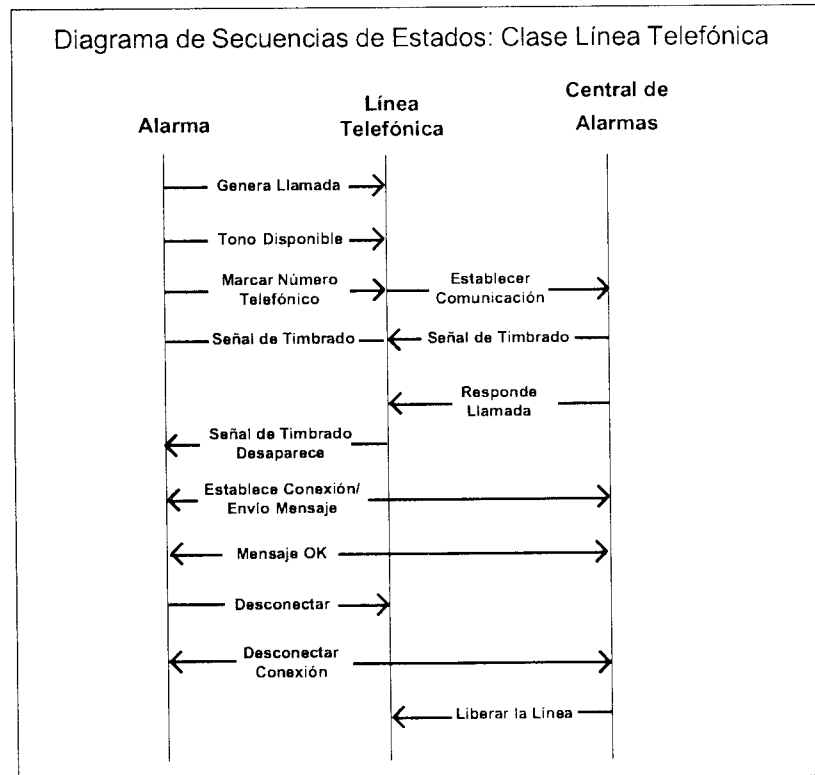 Diagrama de Secuencias de Estados: Clase Línea Telefónica
Alarma
Línea
Telefónica
Central de
Alarmas
Genera Llamada
Tono Disponible
Marcar Número
Telefónico
Establecer
Comunicación
Señal de Timbrado
Señal de Timbrado
Responde
Llamada
Señal de Timbrado
Desaparece
Establece Conexión/
Envío Mensaje
Mensaje OK
Desconectar
Desconectar
Conexión
Liberar la Línea